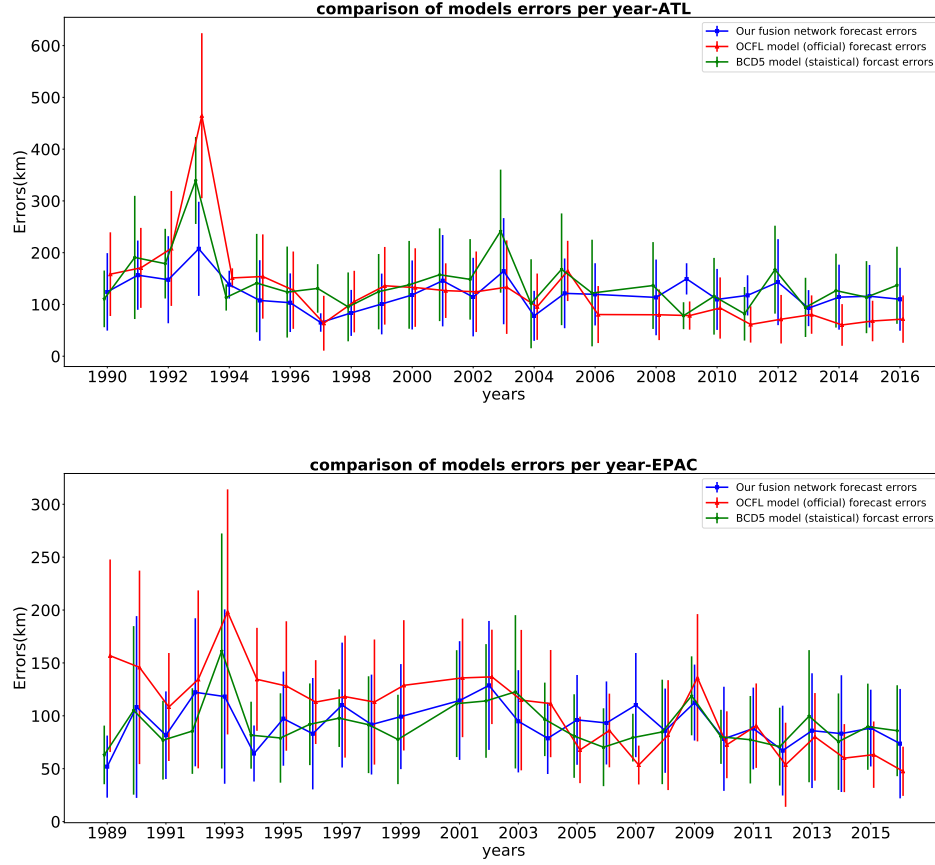 comparison of models errors per year-ATL
Our fusion network forecast errors
OCFL model (official) forecast errors
BCD5 model (staistical) forcast errors
600
500
400
300
200
100
0
Errors(km)
1990 1992 1993 1994 1996 1997 1998 2000 2002 2004 2006 2008 2010 2012 2014 2016
years
comparison of models errors per year-EPAC
Our fusion network forecast errors
OCFL model (official) forecast errors
BCD5 model (staistical) forcast errors
300
250
200
150
100
50
0
Errors(km)
1989 1991 1993 1995 1997 1999 2001 2003 2005 2007 2009 2011 2013 2015
years